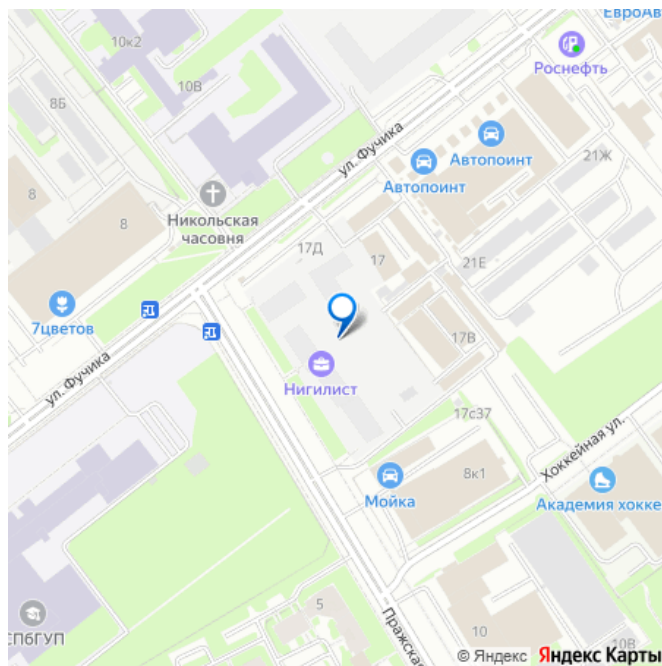 ЕвроАв
10к2
Роснефть
10В
8Б
ул. Фучика
Автопоинт
21Ж
Автопоинт
8
Никольская
часовня
8
17Д
17
21Е
7цветов
17В
ул. Фучика
Нигилист
17с37
Хоккейная ул.
8к1
Мойка
Академия хокке
СПбГУП
5
Пражска
10
10В
© Яндекс Яндекс Карты